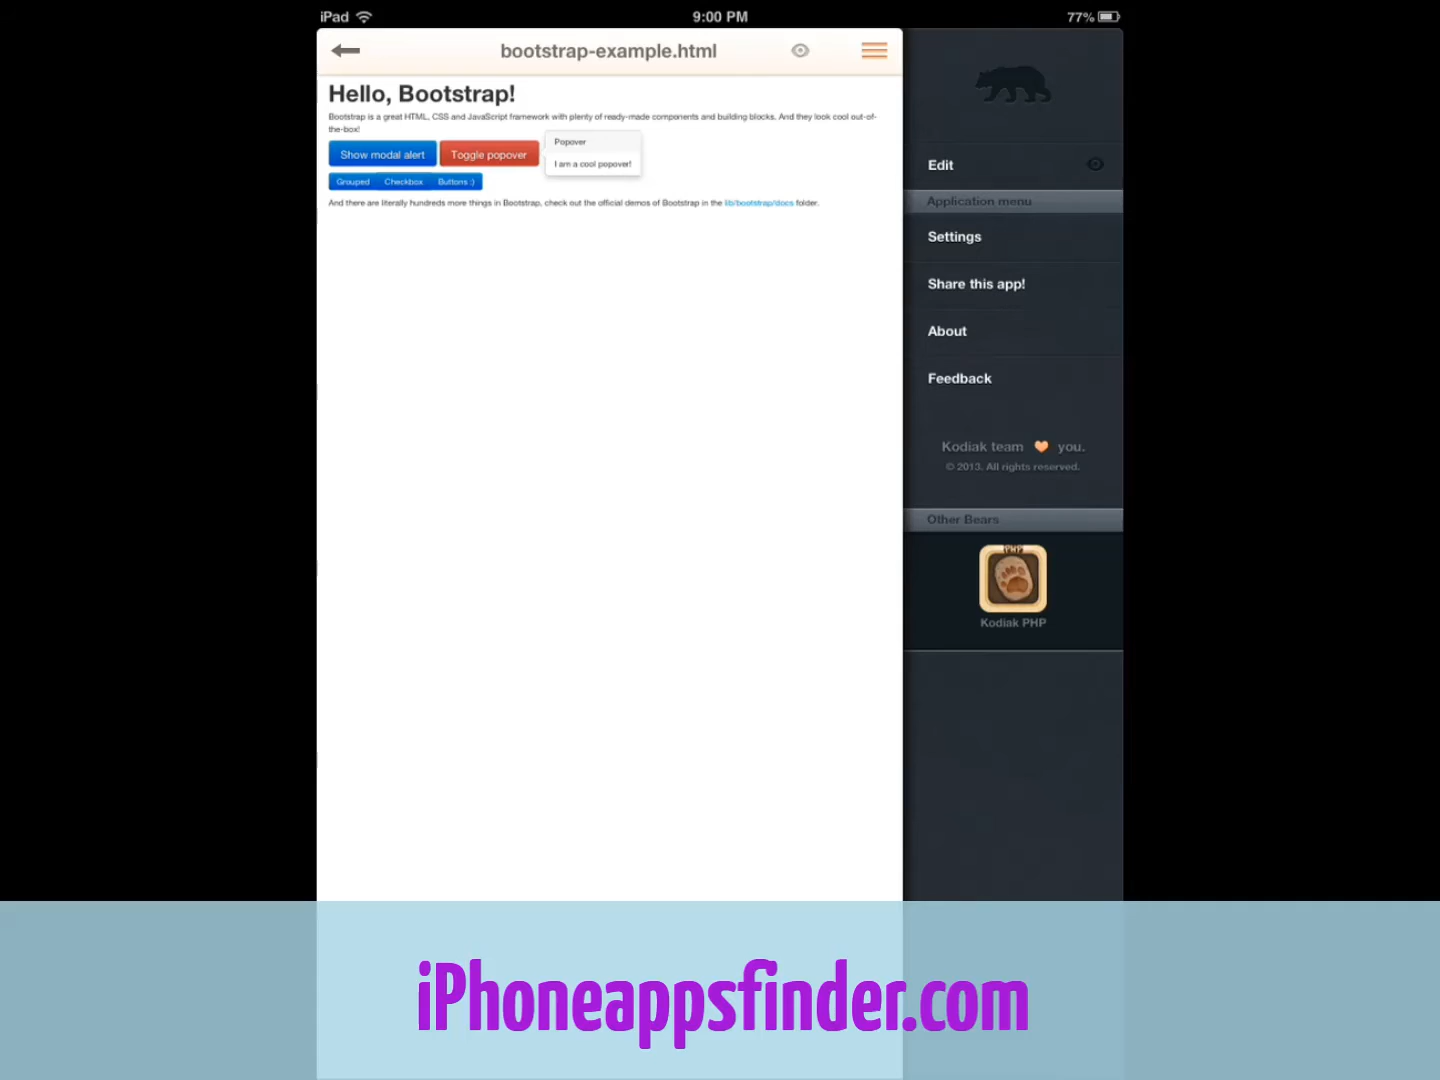 iPad
9:00 PM
77%
bootstrap-example.html
Hello, Bootstrap!
Bootstrap is a great HTML, CSS and JavaScript framework with plenty of ready-made components and building blocks. And they look cool out-of-
the-box!
Show modal alert
Toggle popover
Popover
I am a cool popover!
Grouped
Checkbox
Buttons :)
And there are literally hundreds more things in Bootstrap, check out the official demos of Bootstrap in the lib/bootstrap/docs folder.
Edit
Application menu
Settings
Share this app!
About
Feedback
Kodiak team you.
© 2013. All rights reserved.
Other Bears
PHP
Kodiak PHP
iPhoneappsfinder.com